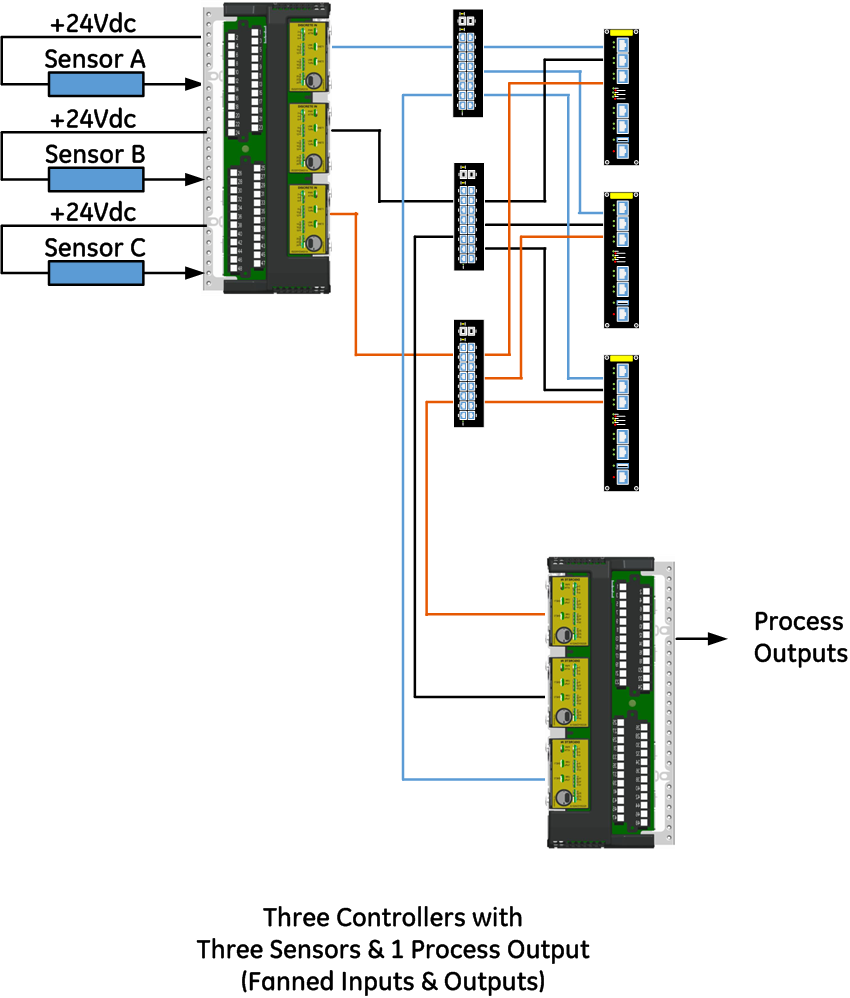 +24Vdc
Sensor A
+24Vdc
Sensor B
+24Vdc
Sensor C
Process
Outputs
Three Controllers with
Three Sensors & 1 Process Output
(Fanned Inputs & Outputs)